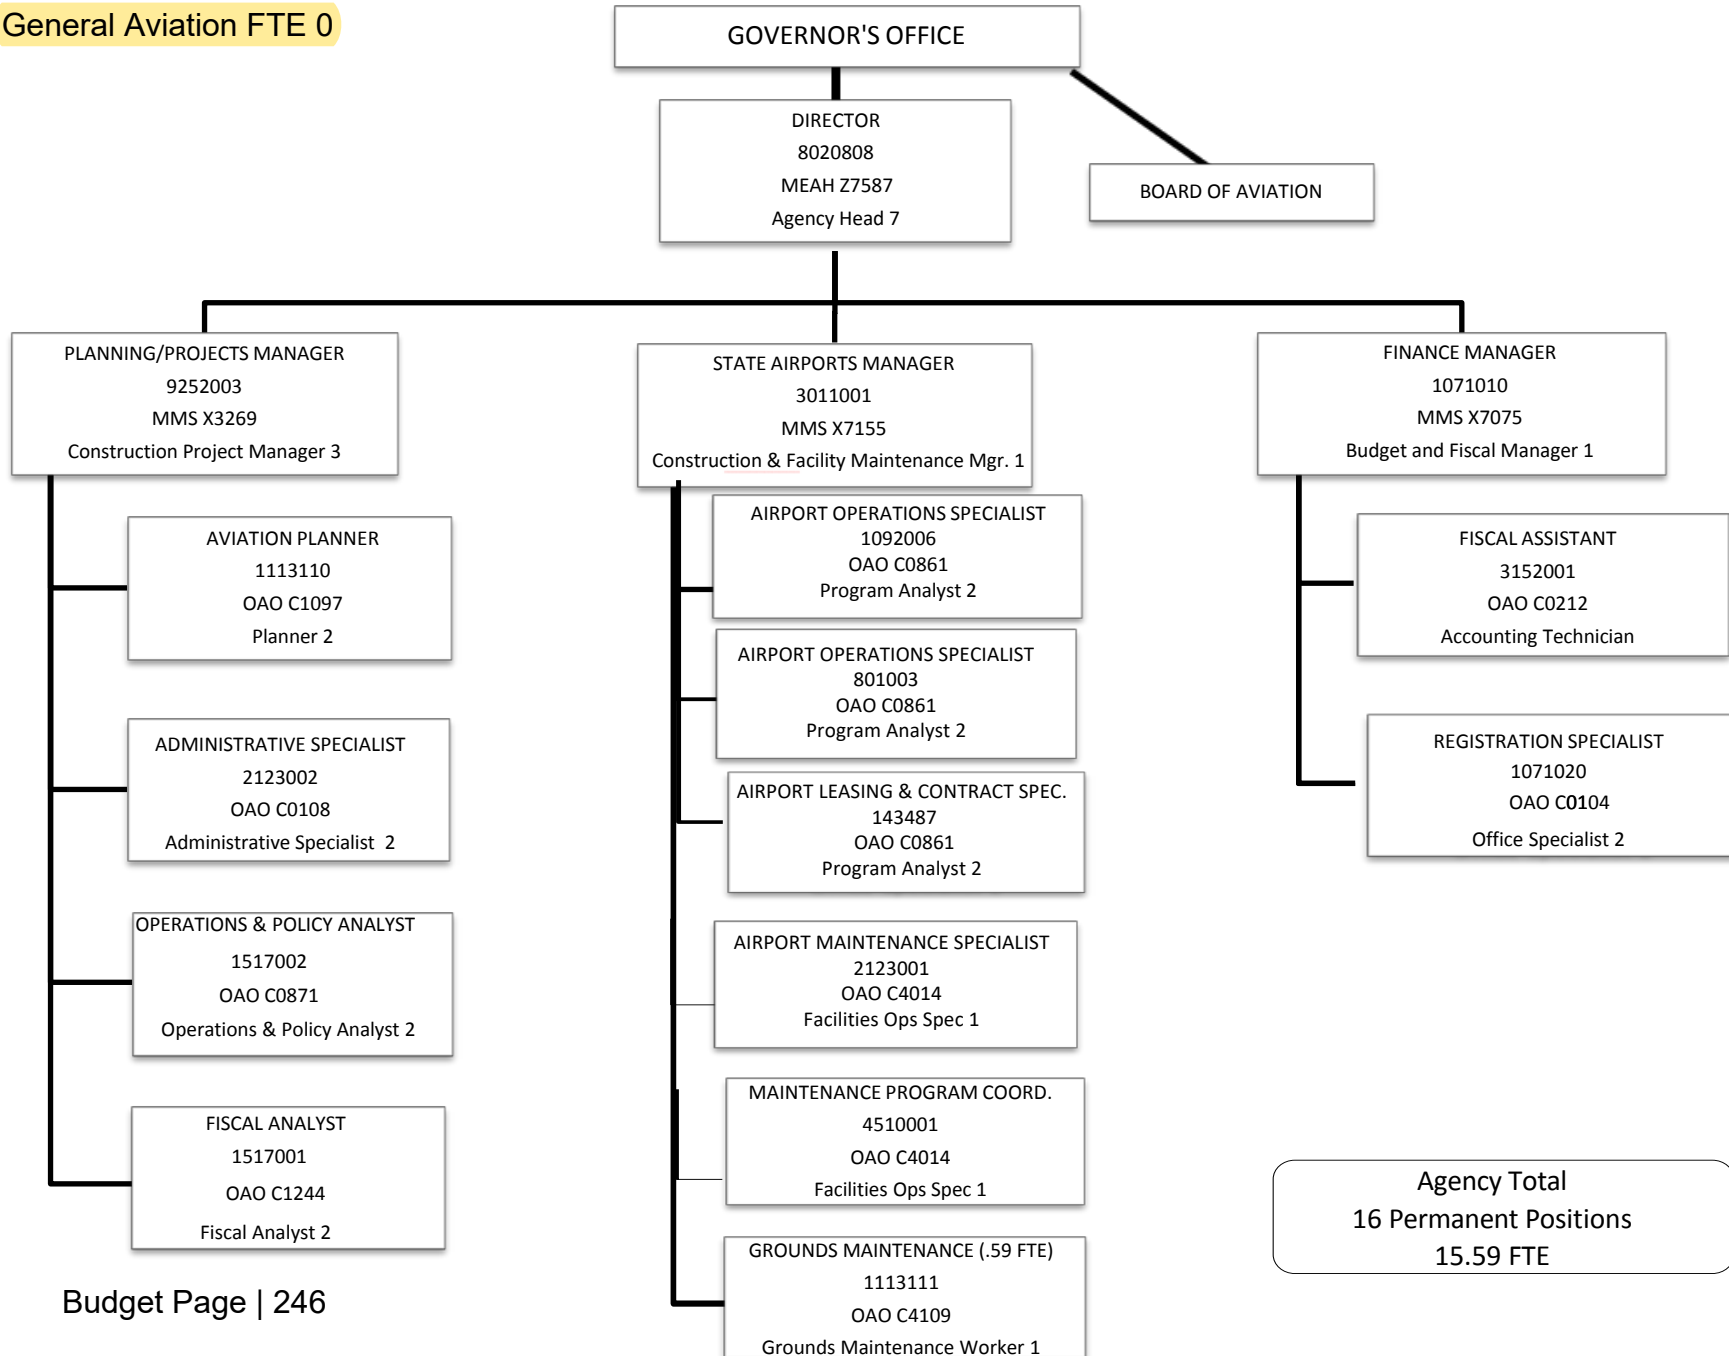 General Aviation FTE 0
GOVERNOR'S OFFICE
DIRECTOR
8020808
MEAH Z7587
Agency Head 7
BOARD OF AVIATION
PLANNING/PROJECTS MANAGER
9252003
MMS X3269
Construction Project Manager 3
AVIATION PLANNER
1113110
OAO C1097
Planner 2
ADMINISTRATIVE SPECIALIST
2123002
OAO C0108
Administrative Specialist 2
OPERATIONS & POLICY ANALYST
1517002
OAO C0871
Operations & Policy Analyst 2
FISCAL ANALYST
1517001
OAO C1244
Fiscal Analyst 2
STATE AIRPORTS MANAGER
3011001
MMS X7155
Construction & Facility Maintenance Mgr. 1
AIRPORT OPERATIONS SPECIALIST
1092006
OAO C0861
Program Analyst 2
AIRPORT OPERATIONS SPECIALIST
801003
OAO C0861
Program Analyst 2
AIRPORT LEASING & CONTRACT SPEC.
143487
OAO C0861
Program Analyst 2
AIRPORT MAINTENANCE SPECIALIST
2123001
OAO C4014
Facilities Ops Spec 1
MAINTENANCE PROGRAM COORD.
4510001
OAO C4014
Facilities Ops Spec 1
GROUNDS MAINTENANCE (.59 FTE)
1113111
OAO C4109
Grounds Maintenance Worker 1
FINANCE MANAGER
1071010
MMS X7075
Budget and Fiscal Manager 1
FISCAL ASSISTANT
3152001
OAO C0212
Accounting Technician
REGISTRATION SPECIALIST
1071020
OAO C0104
Office Specialist 2
Agency Total
16 Permanent Positions
15.59 FTE
Budget Page | 246